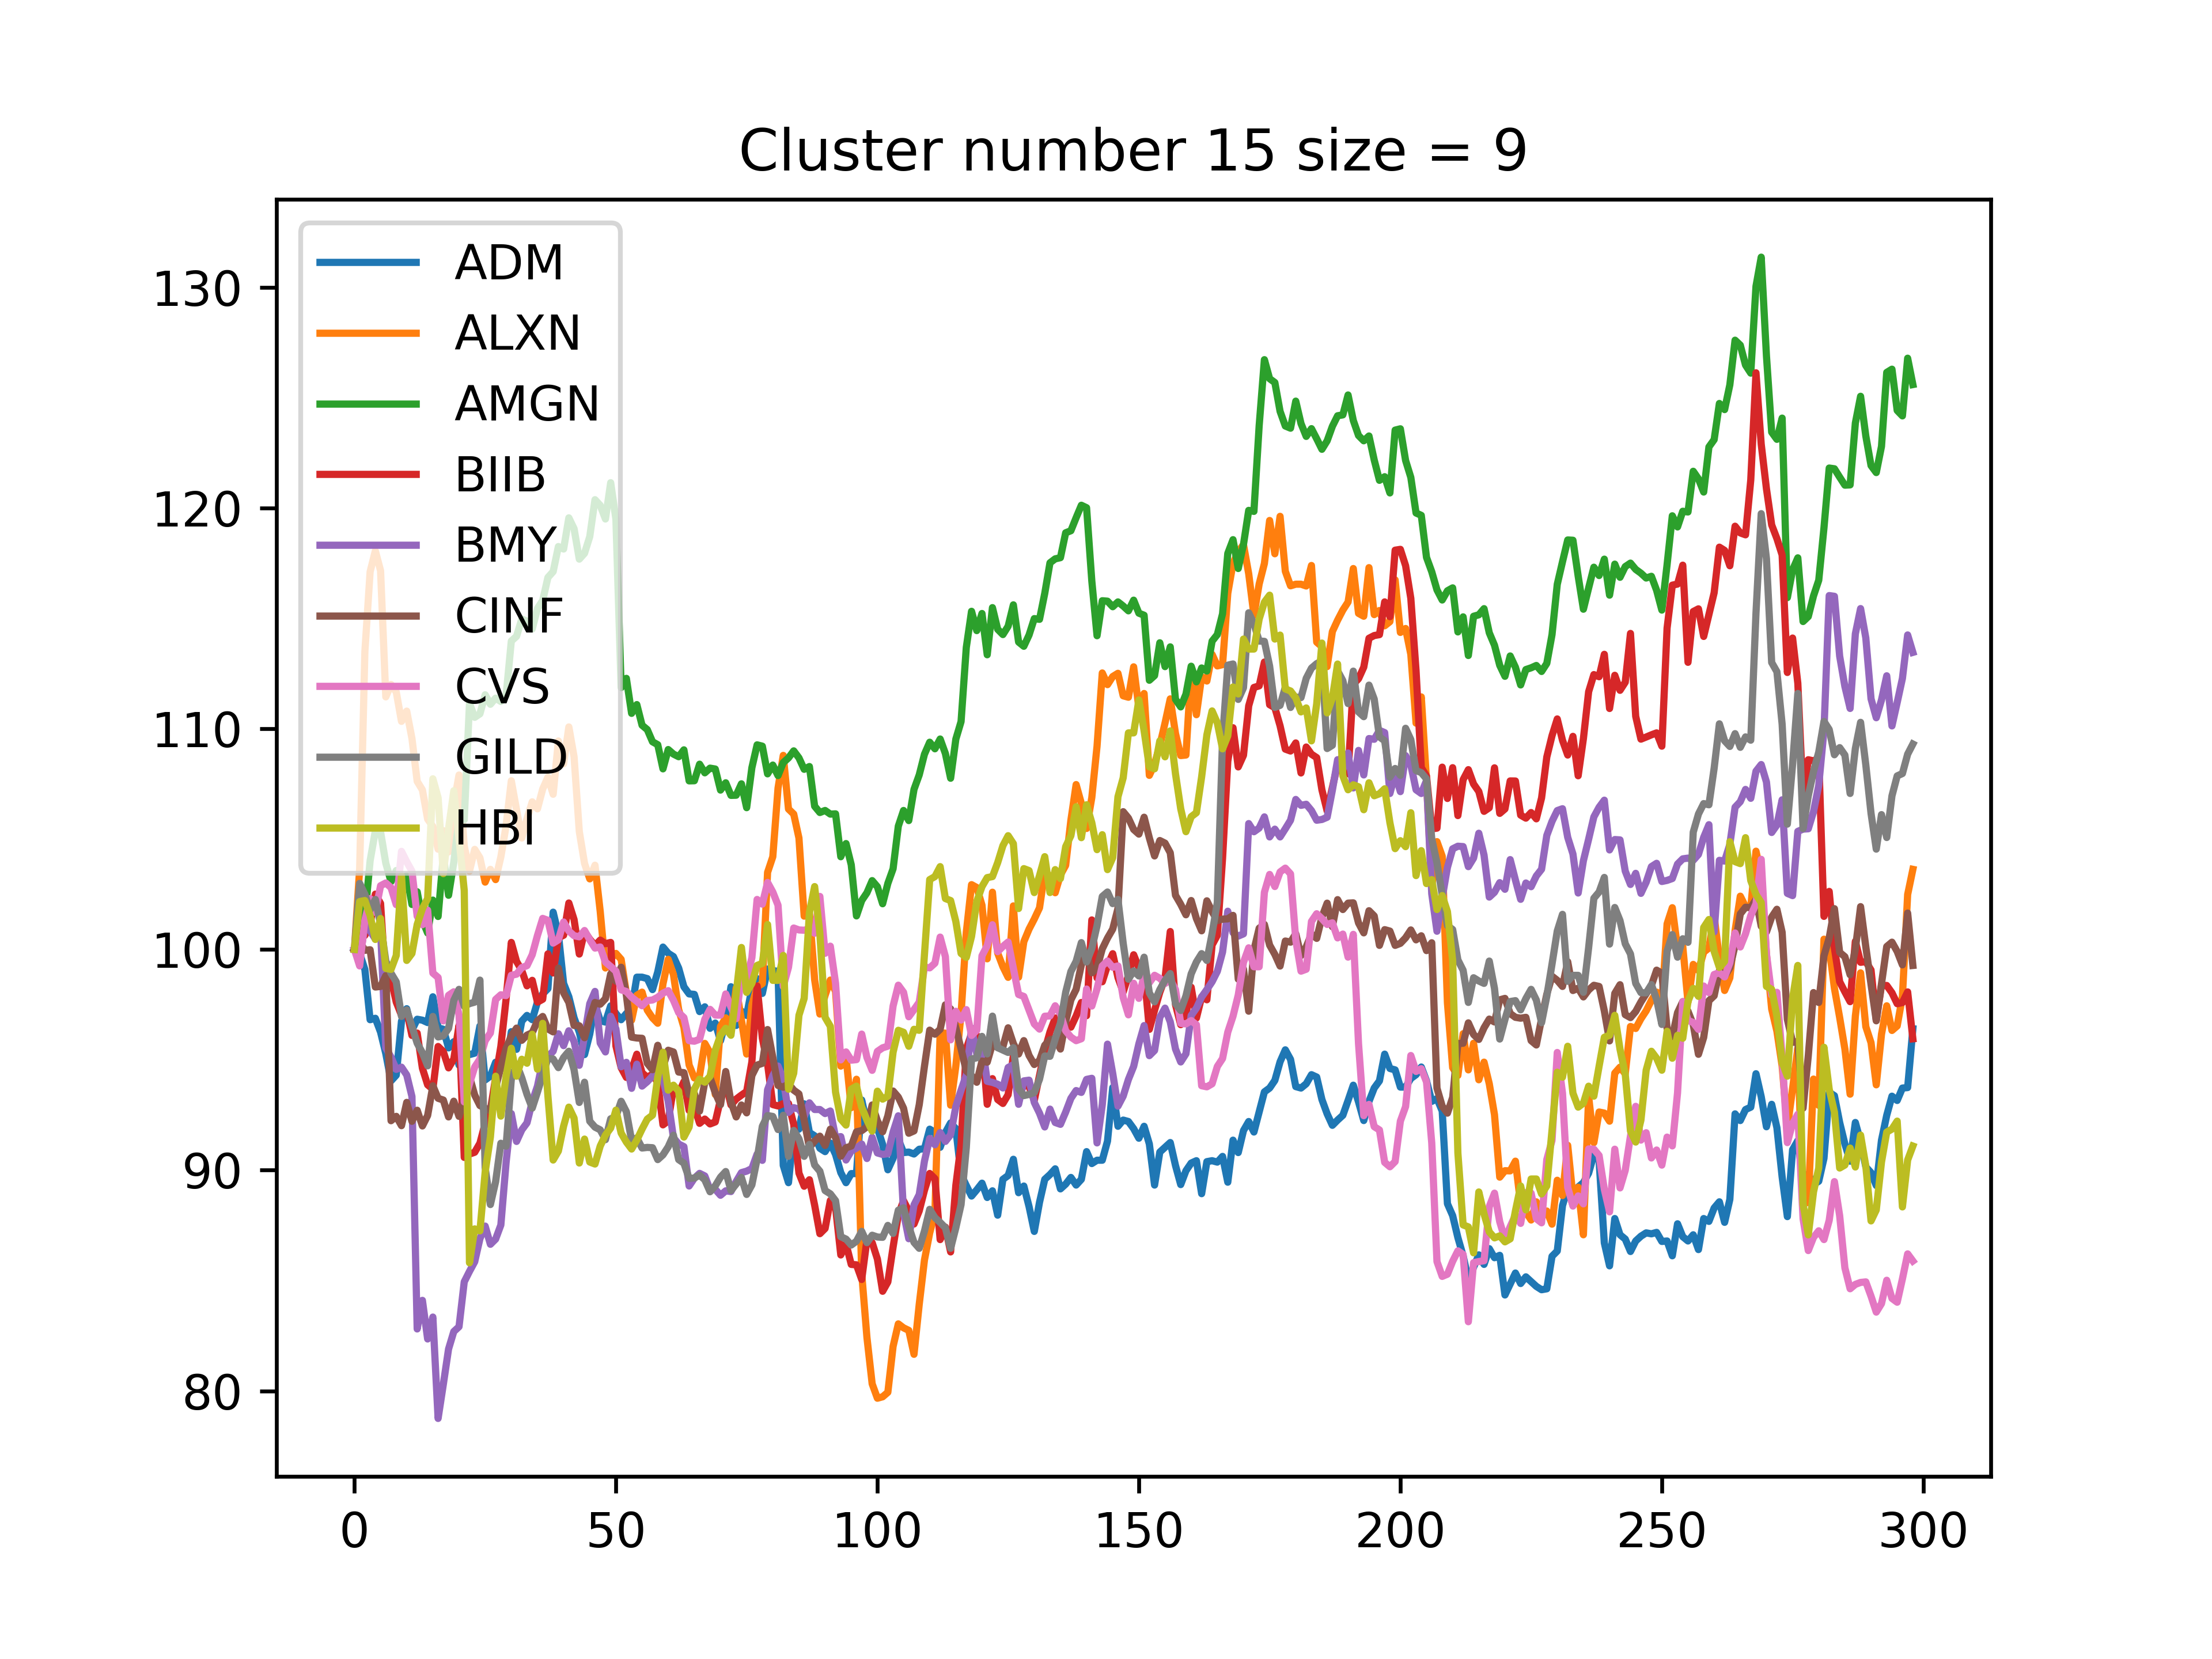 Cluster number 15 size = 9
ADM
ALXN
AMGN
BIIB
BMY
CINF
CVS
GILD
HBI
130
120
110
100
90
80
0 50 100 150 200 250 300